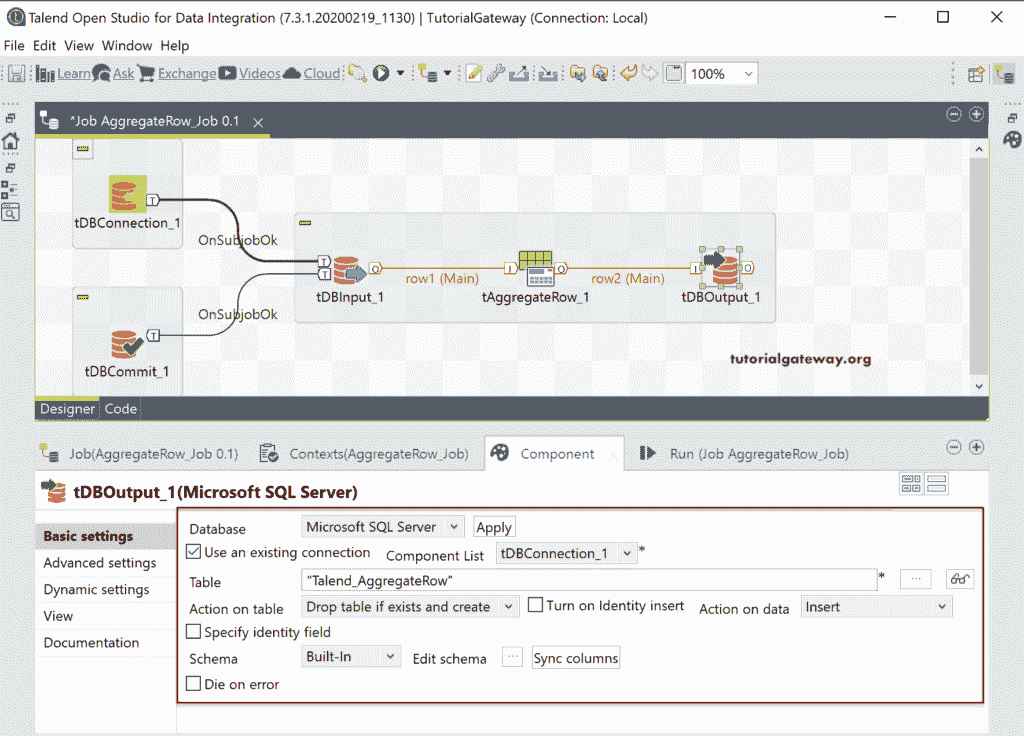 Talend Open Studio for Data Integration (7.3.1.20200219_1130) | TutorialGateway (Connection: Local)
File Edit View Window Help
Learn Ask Exchange Videos Cloud 100%
*Job AggregateRow_Job 0.1
T
tDBConnection_1
OnSubjobOk
T
T
O
row1 (Main)
I
O
row2 (Main)
I
O
tDBInput_1
tAggregateRow_1
tDBOutput_1
OnSubjobOk
T
tDBCommit_1
tutorialgateway.org
Designer Code
Job(AggregateRow_Job 0.1) Contexts(AggregateRow_Job) Component Run (Job AggregateRow_Job)
tDBOutput_1(Microsoft SQL Server)
Basic settings
Advanced settings
Dynamic settings
View
Documentation
Database Microsoft SQL Server Apply
Use an existing connection Component List tDBConnection_1 *
Table "Talend_AggregateRow" * ...
Action on table Drop table if exists and create Turn on Identity insert Action on data Insert
Specify identity field
Schema Built-In Edit schema ... Sync columns
Die on error